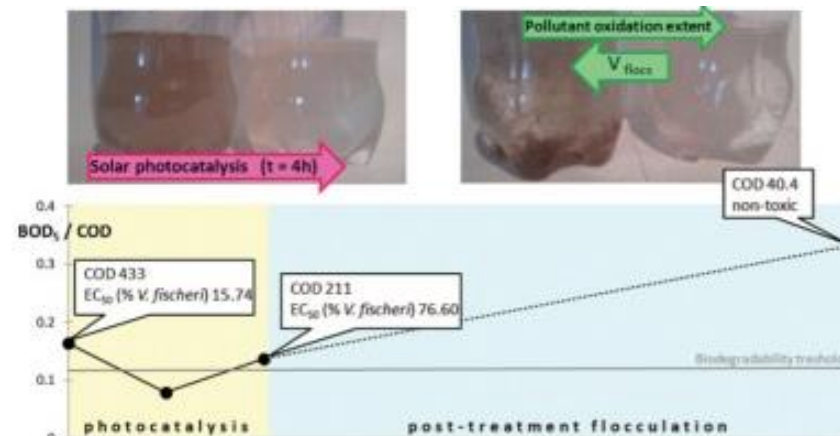 Pollutant oxidation extent
V flocs
Solar photocatalysis (t = 4h)
COD 40.4
non-toxic
0.4
BOD₅ / COD
0.3
COD 433
EC₅₀ (% V. fischeri) 15.74
COD 211
EC₅₀ (% V. fischeri) 76.60
0.2
Biodegradability treshold
0.1
photocatalysis
post-treatment flocculation